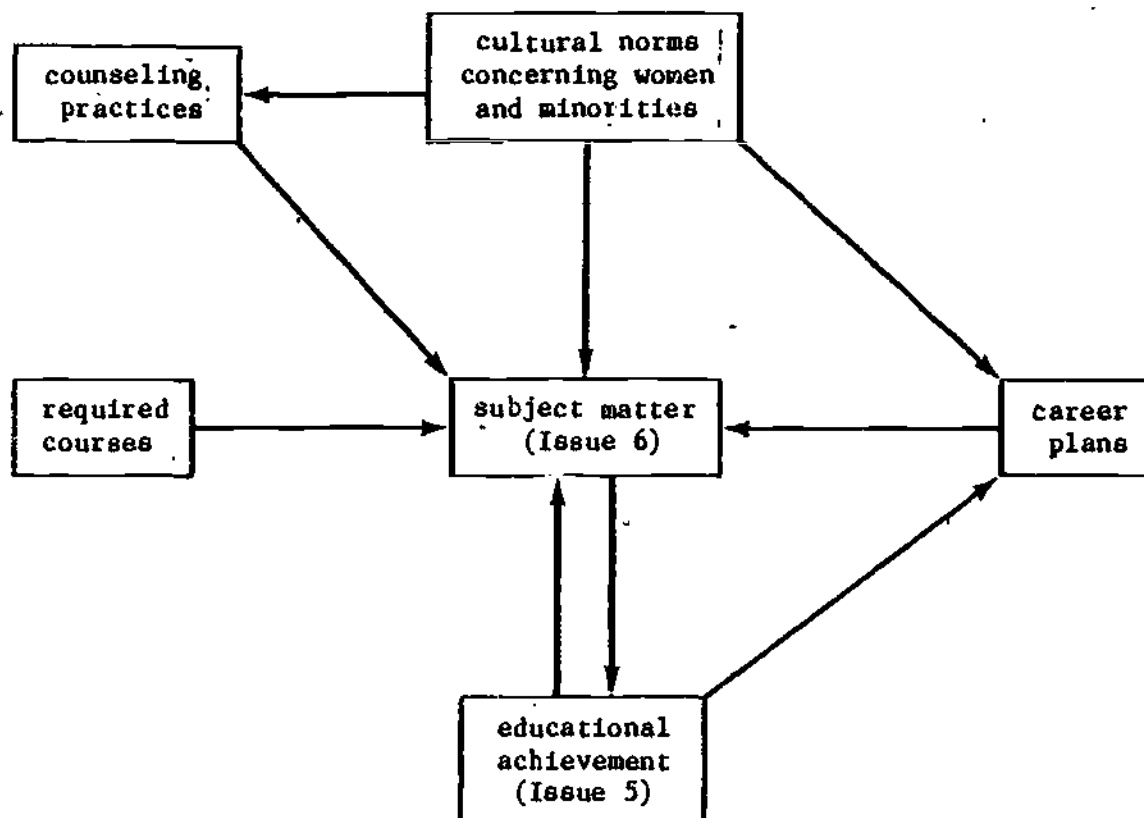 cultural norms
concerning women
and minorities
counseling
practices
required
courses
subject matter
(Issue 6)
career
plans
educational
achievement
(Issue 5)